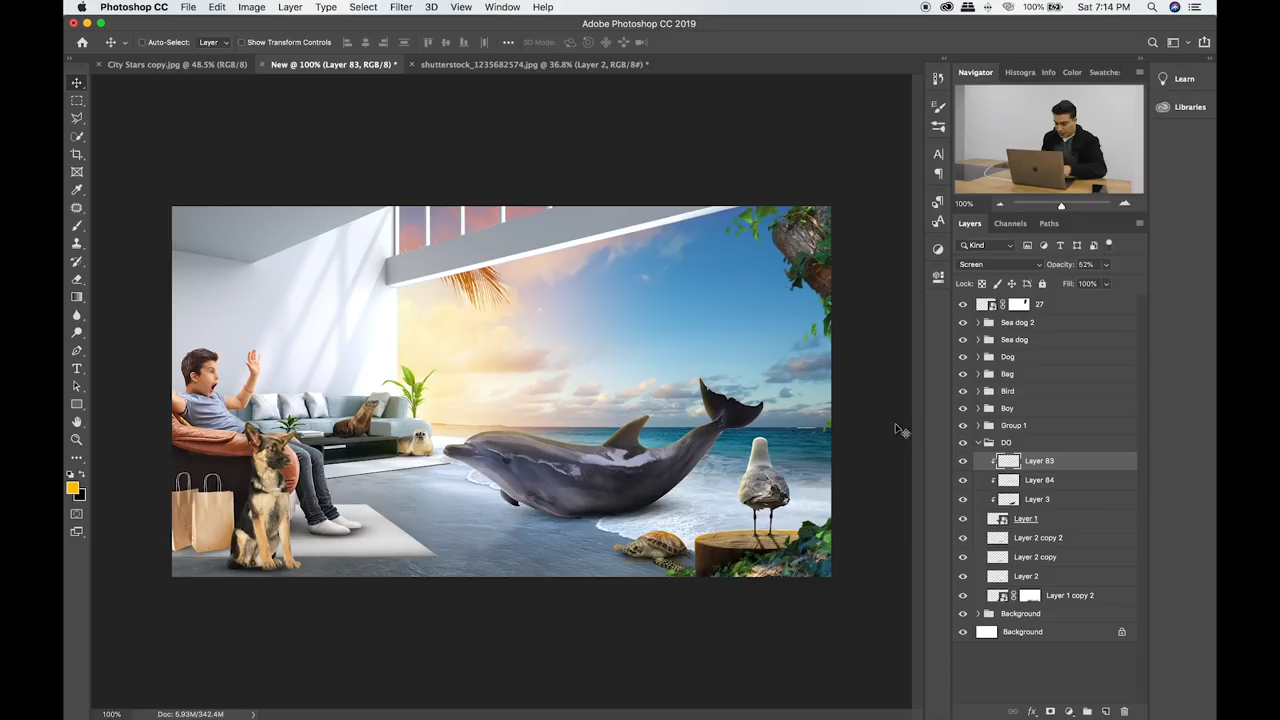 Photoshop CC File Edit Image Layer Type Select Filter 3D View Window Help 100% Sat 7:14 PM
Adobe Photoshop CC 2019
Auto-Select: Layer Show Transform Controls 3D Mode:
City Stars copy.jpg @ 48.5% (RGB/8) New @ 100% (Layer 83, RGB/8) * shutterstock_1235682574.jpg @ 36.8% (Layer 2, RGB/8#) *
Navigator Histogra Info Color Swatche:
Learn
Libraries
100%
Layers Channels Paths
Kind
Screen Opacity: 52%
Lock: Fill: 100%
27
Sea dog 2
Sea dog
Dog
Bag
Bird
Boy
Group 1
DO
Layer 83
Layer 84
Layer 3
Layer 1
Layer 2 copy 2
Layer 2 copy
Layer 2
Layer 1 copy 2
Background
Background
100% Doc: 5.93M/342.4M